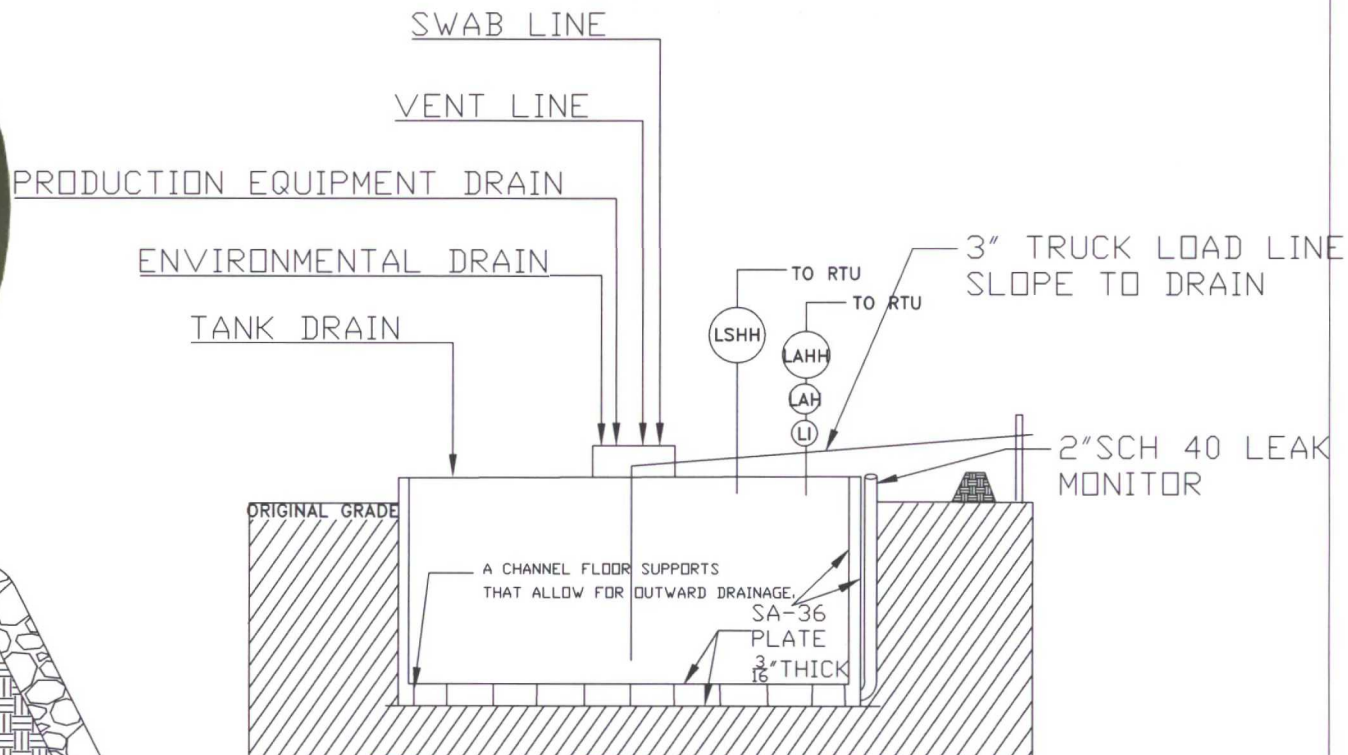 SWAB LINE
VENT LINE
PRODUCTION EQUIPMENT DRAIN
ENVIRONMENTAL DRAIN
TANK DRAIN
TO RTU
TO RTU
3" TRUCK LOAD LINE
SLOPE TO DRAIN
LSHH
LAHH
LAH
LI
2"SCH 40 LEAK
MONITOR
ORIGINAL GRADE
A CHANNEL FLOOR SUPPORTS
THAT ALLOW FOR OUTWARD DRAINAGE.
SA-36
PLATE
3/16"THICK